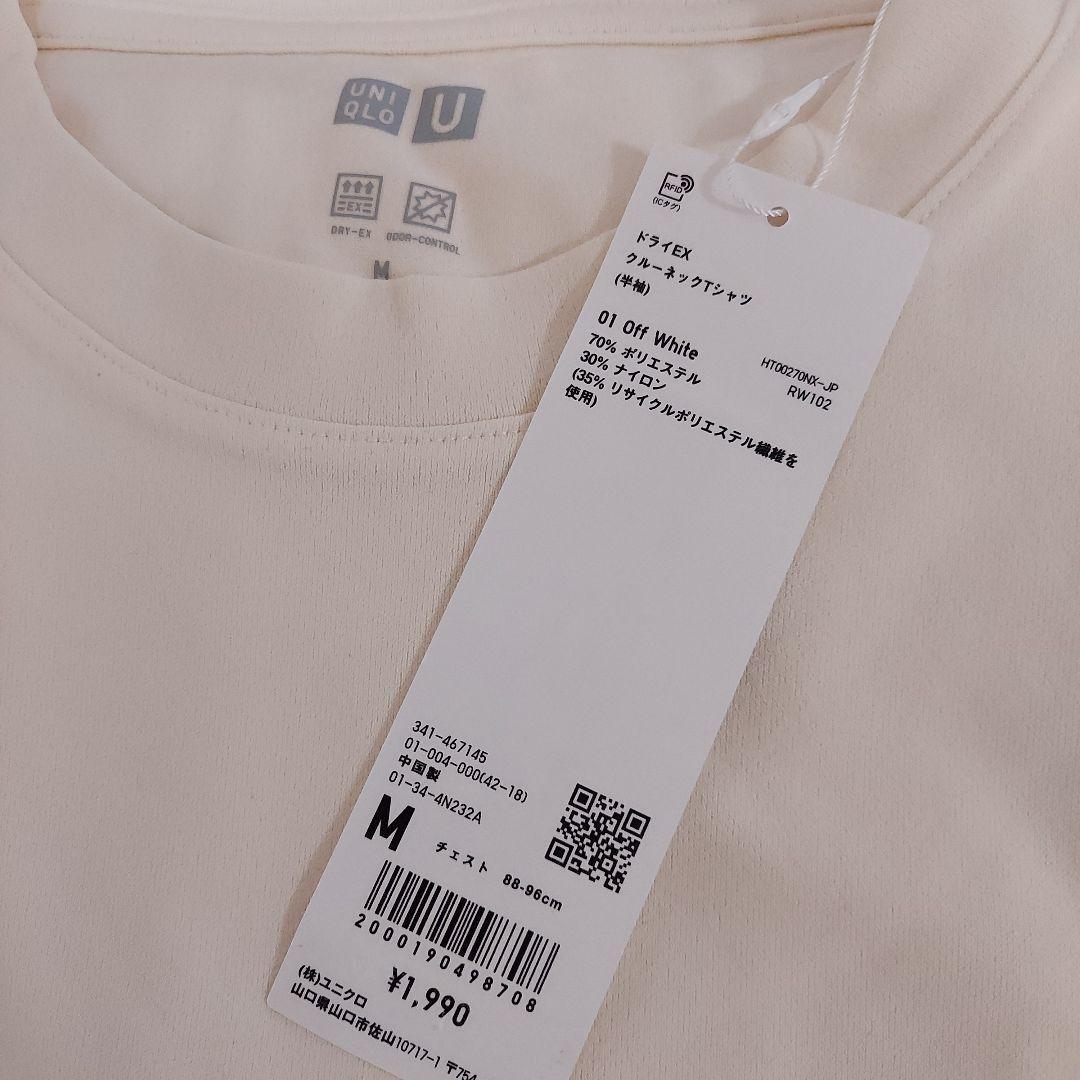 UNI
QLO
U
EX
DRY-EX
ODOR-CONTROL
M
RFID
(ICタグ)
ドライEX
クルーネックTシャツ
(半袖)
01 Off White
HT00270NX-JP
70% ポリエステル
RW102
30% ナイロン
(35% リサイクルポリエステル繊維を
使用)
341-467145
01-004-000(42-18)
中国製
01-34-4N232A
M チェスト 88-96cm
2000190498708
¥1,990
(株)ユニクロ
山口県山口市佐山10717-1 〒754